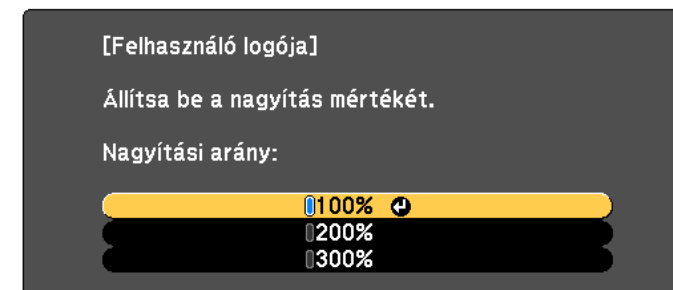 [Felhasználó logója]
Állítsa be a nagyítás mértékét.
Nagyítási arány:
100%
200%
300%